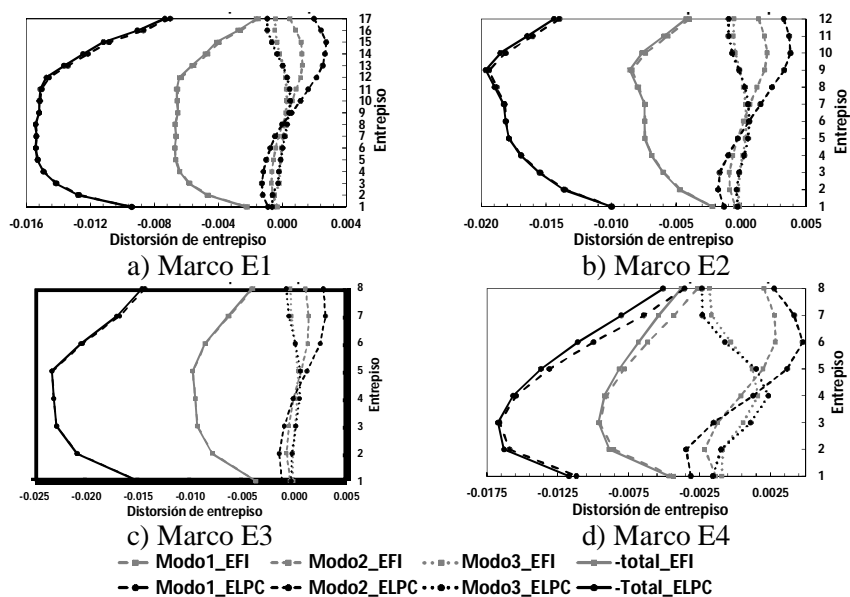 17
16
15
14
13
12
11
10
9
8
7
6
5
4
3
2
1
Entrepiso
-0.016 -0.012 -0.008 -0.004 0.000 0.004
Distorsión de entrepiso
a) Marco E1
12
11
10
9
8
7
6
5
4
3
2
1
Entrepiso
-0.020 -0.015 -0.010 -0.005 0.000 0.005
Distorsión de entrepiso
b) Marco E2
8
7
6
5
4
3
2
1
Entrepiso
-0.025 -0.020 -0.015 -0.010 -0.005 0.000 0.005
Distorsión de entrepiso
c) Marco E3
8
7
6
5
4
3
2
1
Entrepiso
-0.0175 -0.0125 -0.0075 -0.0025 0.0025
Distorsión de entrepiso
d) Marco E4
Modo1_EFI Modo2_EFI Modo3_EFI -total_EFI
Modo1_ELPC Modo2_ELPC Modo3_ELPC -Total_ELPC